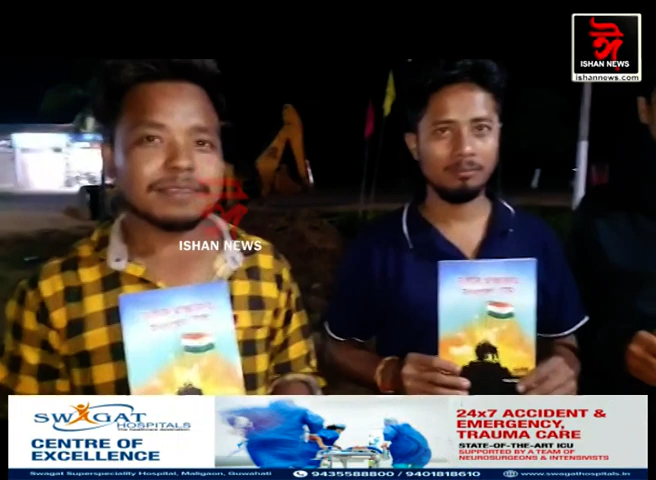 ই
ISHAN NEWS
ishannews.com
ই
ISHAN NEWS
SWAGAT
HOSPITALS
CENTRE OF
EXCELLENCE
24x7 ACCIDENT &
EMERGENCY,
TRAUMA CARE
STATE-OF-THE-ART ICU
SUPPORTED BY A TEAM OF
NEUROSURGEONS & INTENSIVISTS
Swagat Superspeciality Hospital, Maligaon, Guwahati
9435588800 / 9401818610
www.swagathospitals.in